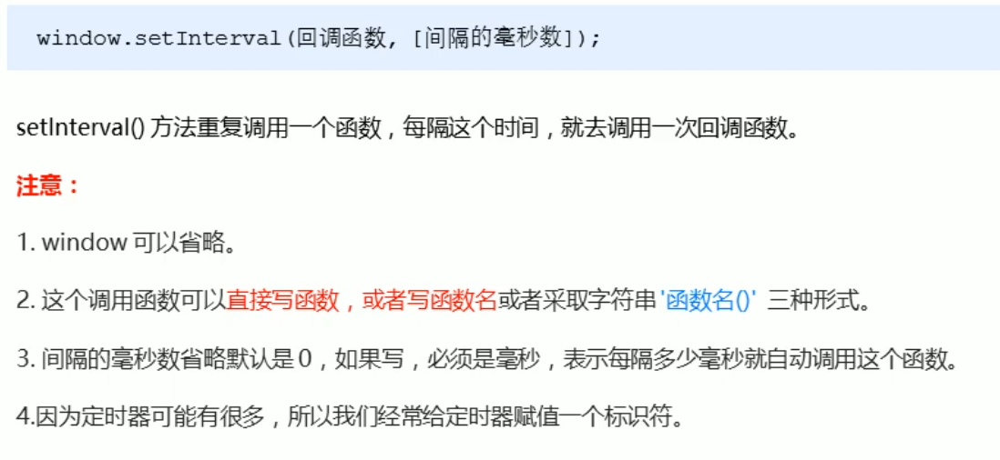 window.setInterval(回调函数, [间隔的毫秒数]);
setInterval() 方法重复调用一个函数，每隔这个时间，就去调用一次回调函数。
注意：
1. window 可以省略。
2. 这个调用函数可以直接写函数，或者写函数名或者采取字符串 '函数名()' 三种形式。
3. 间隔的毫秒数省略默认是 0，如果写，必须是毫秒，表示每隔多少毫秒就自动调用这个函数。
4.因为定时器可能有很多，所以我们经常给定时器赋值一个标识符。